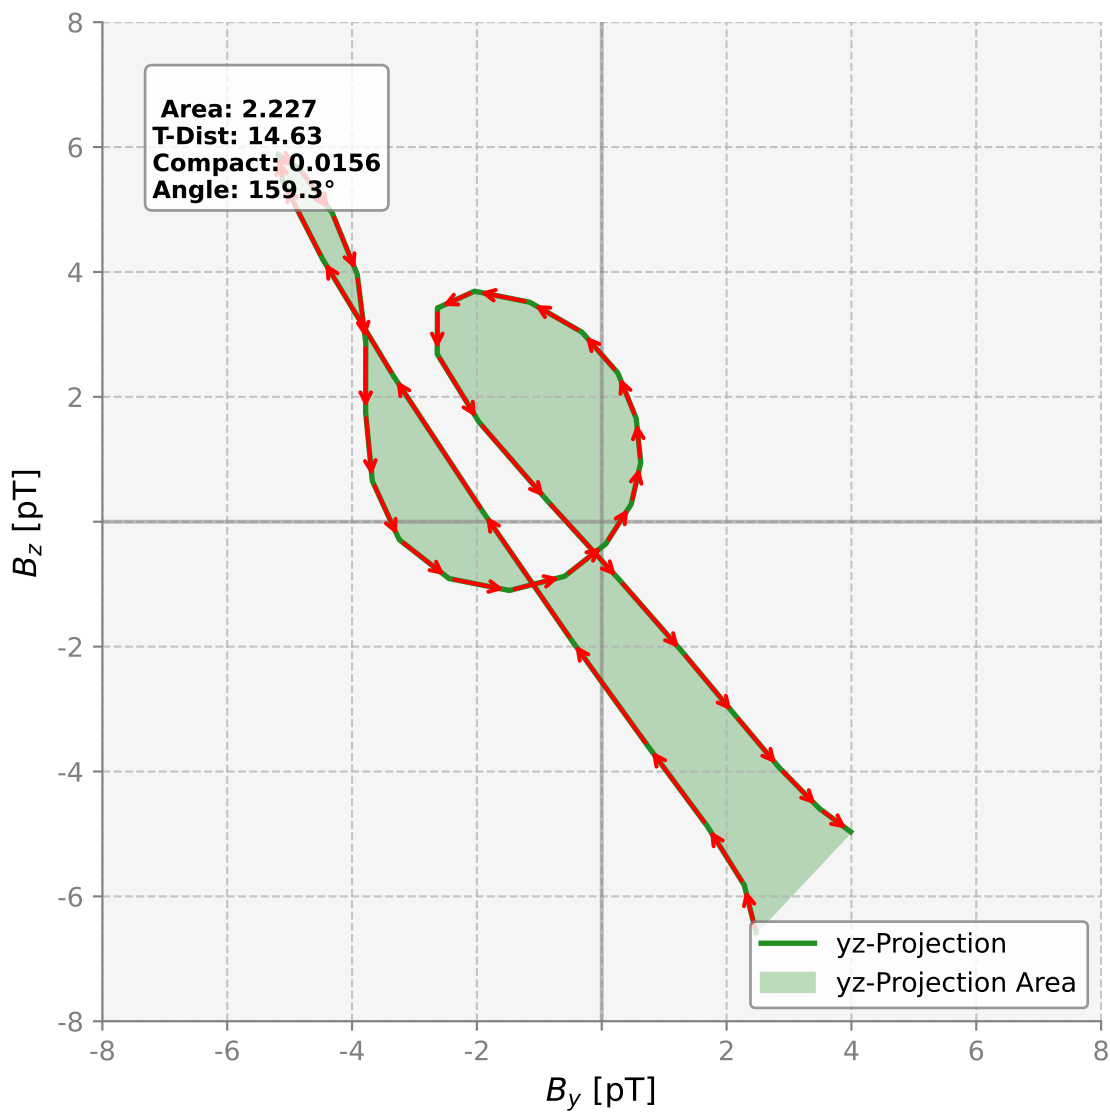 8
6
4
2
-2
-4
-6
-8
-8
-6
-4
-2
2
4
6
8
B_z [pT]
B_y [pT]
Area: 2.227
T-Dist: 14.63
Compact: 0.0156
Angle: 159.3°
yz-Projection
yz-Projection Area